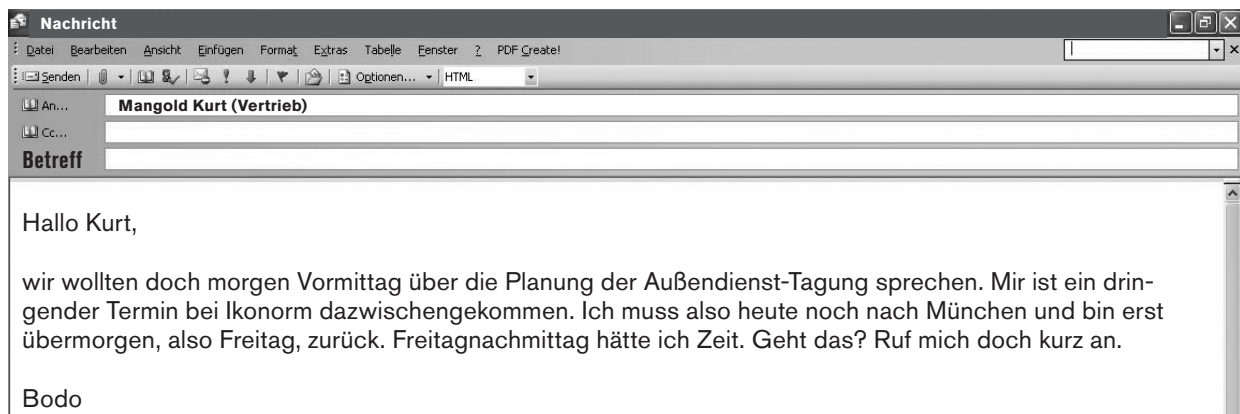 Nachricht
Datei Bearbeiten Ansicht Einfügen Format Extras Tabelle Fenster ? PDF Create!
Senden Optionen... HTML
An... Mangold Kurt (Vertrieb)
Cc...
Betreff
Hallo Kurt,
wir wollten doch morgen Vormittag über die Planung der Außendienst-Tagung sprechen. Mir ist ein drin-
gender Termin bei Ikonorm dazwischengekommen. Ich muss also heute noch nach München und bin erst
übermorgen, also Freitag, zurück. Freitagnachmittag hätte ich Zeit. Geht das? Ruf mich doch kurz an.
Bodo